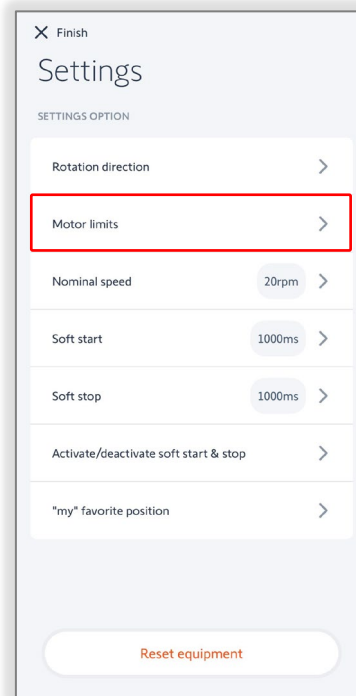 Finish
Settings
SETTINGS OPTION
Rotation direction
Motor limits
Nominal speed 20rpm
Soft start 1000ms
Soft stop 1000ms
Activate/deactivate soft start & stop
"my" favorite position
Reset equipment